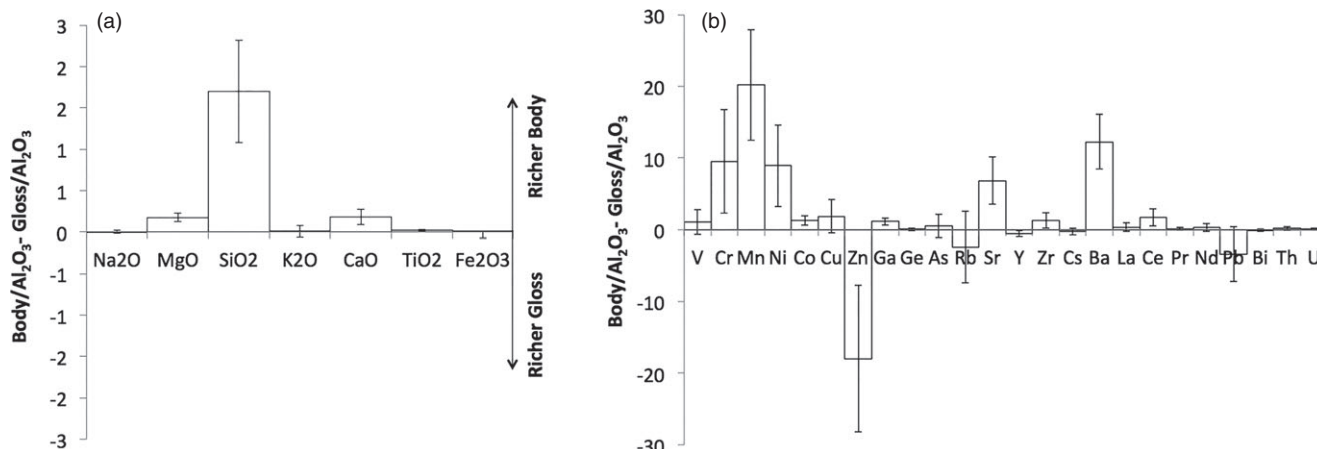 (a)
Body/Al₂O₃- Gloss/Al₂O₃
3
2
2
1
1
0
-1
-1
-2
-2
-3
Na2O MgO SiO2 K2O CaO TiO2 Fe2O3
Richer Body
Richer Gloss
(b)
Body/Al₂O₃- Gloss/Al₂O₃
30
20
10
0
-10
-20
-30
V Cr Mn Ni Co Cu Zn Ga Ge As Rb Sr Y Zr Cs Ba La Ce Pr Nd Pb Bi Th U